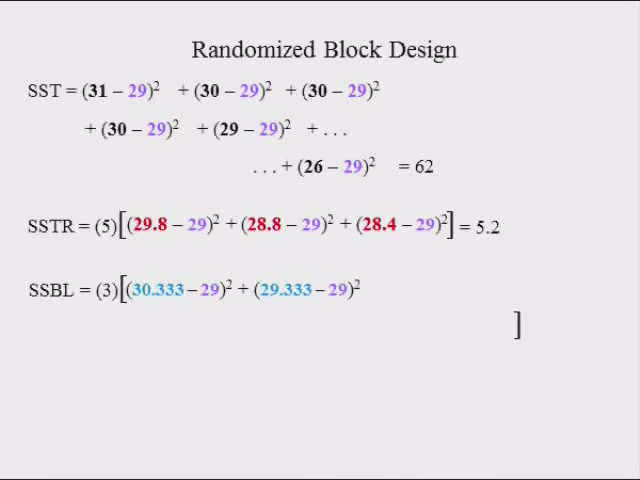 Randomized Block Design
SST = (31 – 29)² + (30 – 29)² + (30 – 29)²
+ (30 – 29)² + (29 – 29)² + . . .
. . . + (26 – 29)² = 62
SSTR = (5)[(29.8 – 29)² + (28.8 – 29)² + (28.4 – 29)²] = 5.2
SSBL = (3)[(30.333 – 29)² + (29.333 – 29)²
]